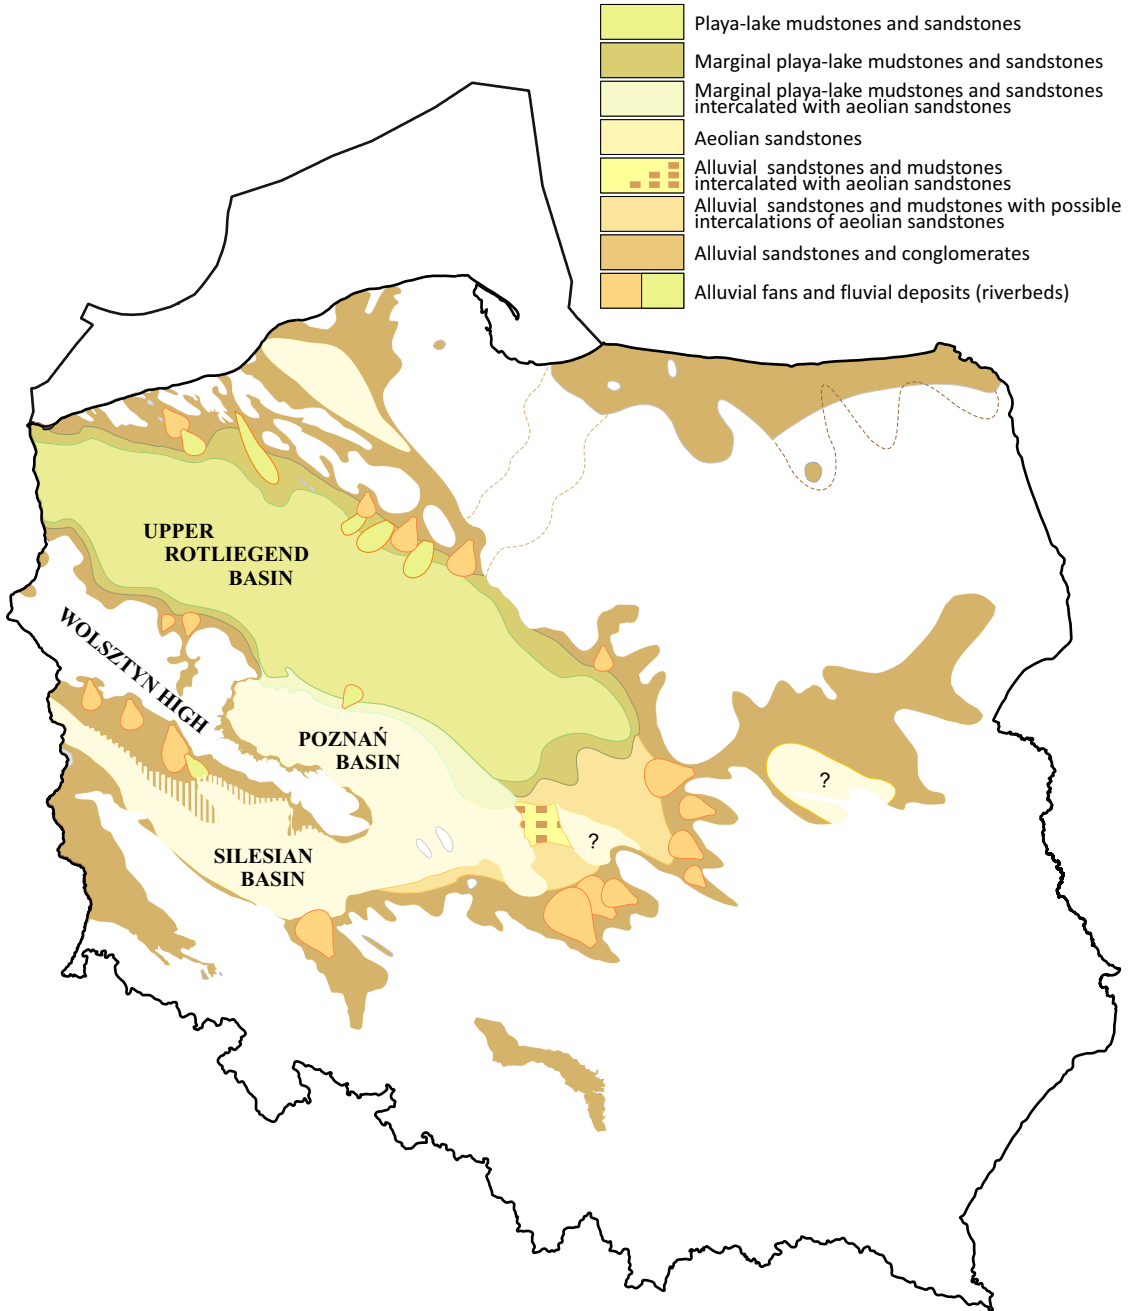 Playa-lake mudstones and sandstones
Marginal playa-lake mudstones and sandstones
Marginal playa-lake mudstones and sandstones
intercalated with aeolian sandstones
Aeolian sandstones
Alluvial sandstones and mudstones
intercalated with aeolian sandstones
Alluvial sandstones and mudstones with possible
intercalations of aeolian sandstones
Alluvial sandstones and conglomerates
Alluvial fans and fluvial deposits (riverbeds)
UPPER
ROTLIEGEND
BASIN
WOLSZTYN HIGH
POZNAŃ
BASIN
?
?
SILESIAN
BASIN